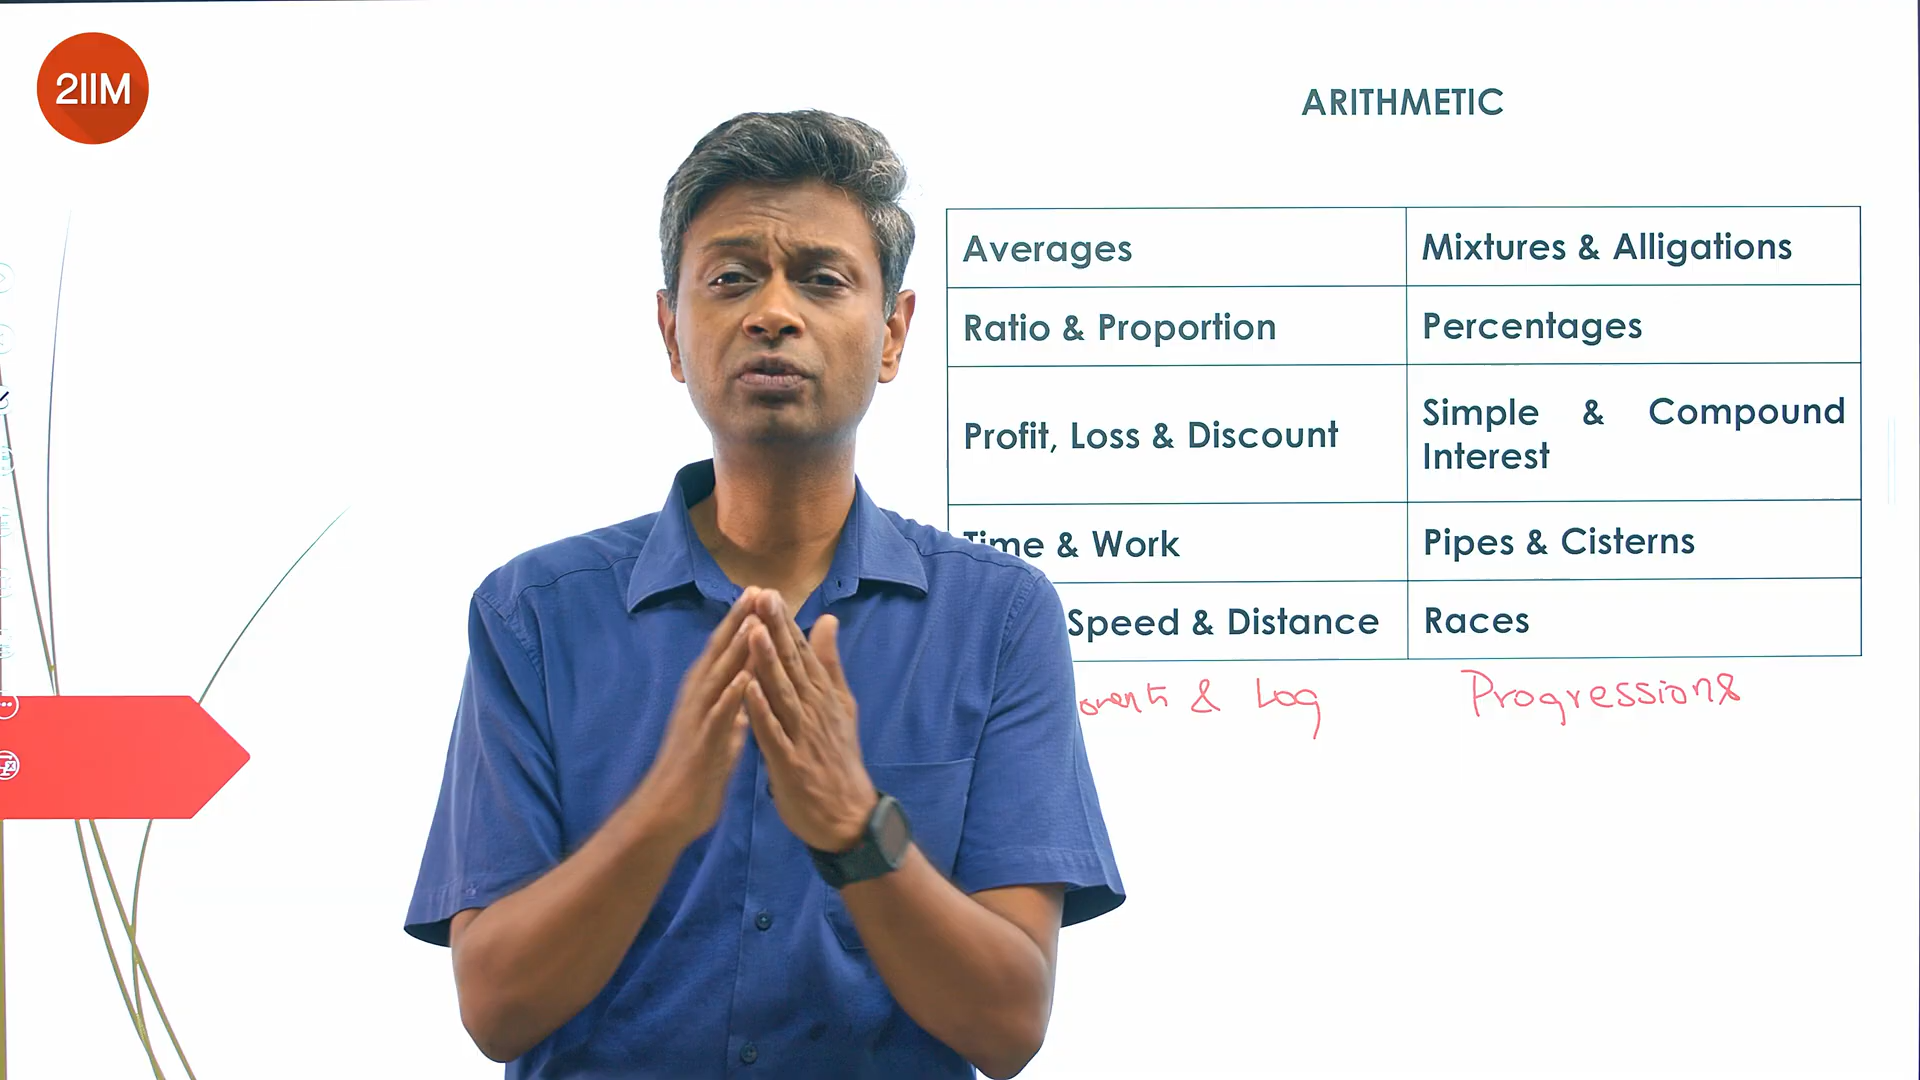 2IIM
ARITHMETIC
Averages
Mixtures & Alligations
Ratio & Proportion
Percentages
Profit, Loss & Discount
Simple & Compound
Interest
Time & Work
Pipes & Cisterns
Speed & Distance
Races
& Log
Progressions